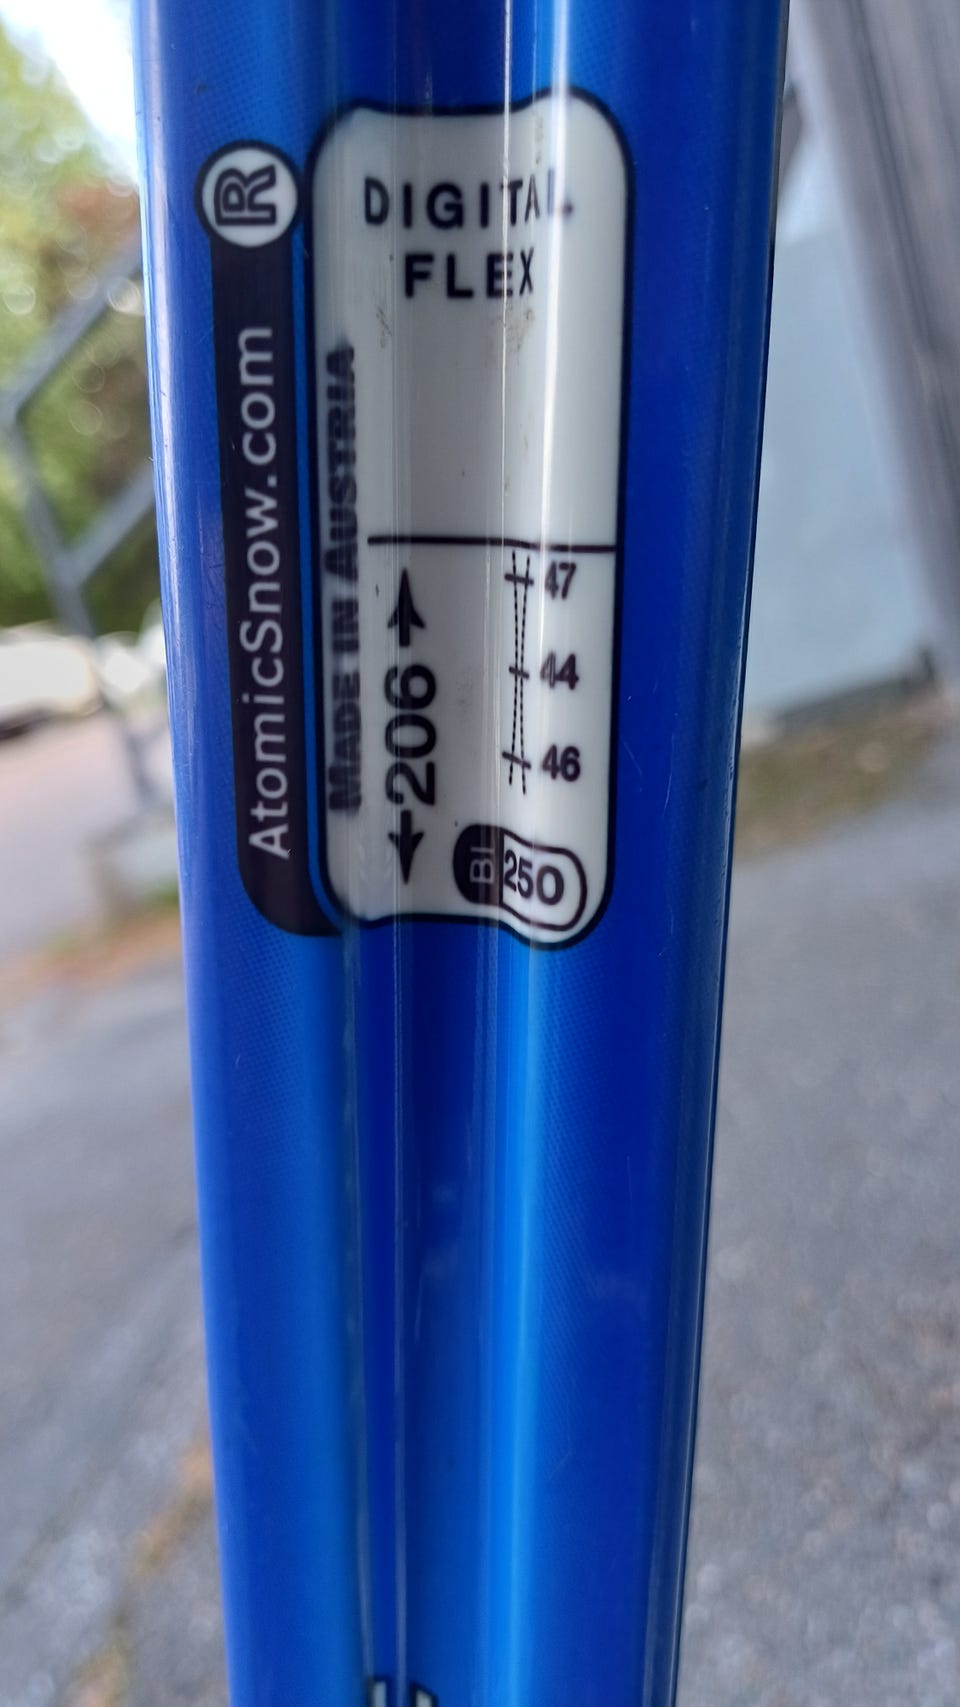 DIGITAL
FLEX
®
AtomicSnow.com
MADE IN AUSTRIA
206
47
44
46
BI 250